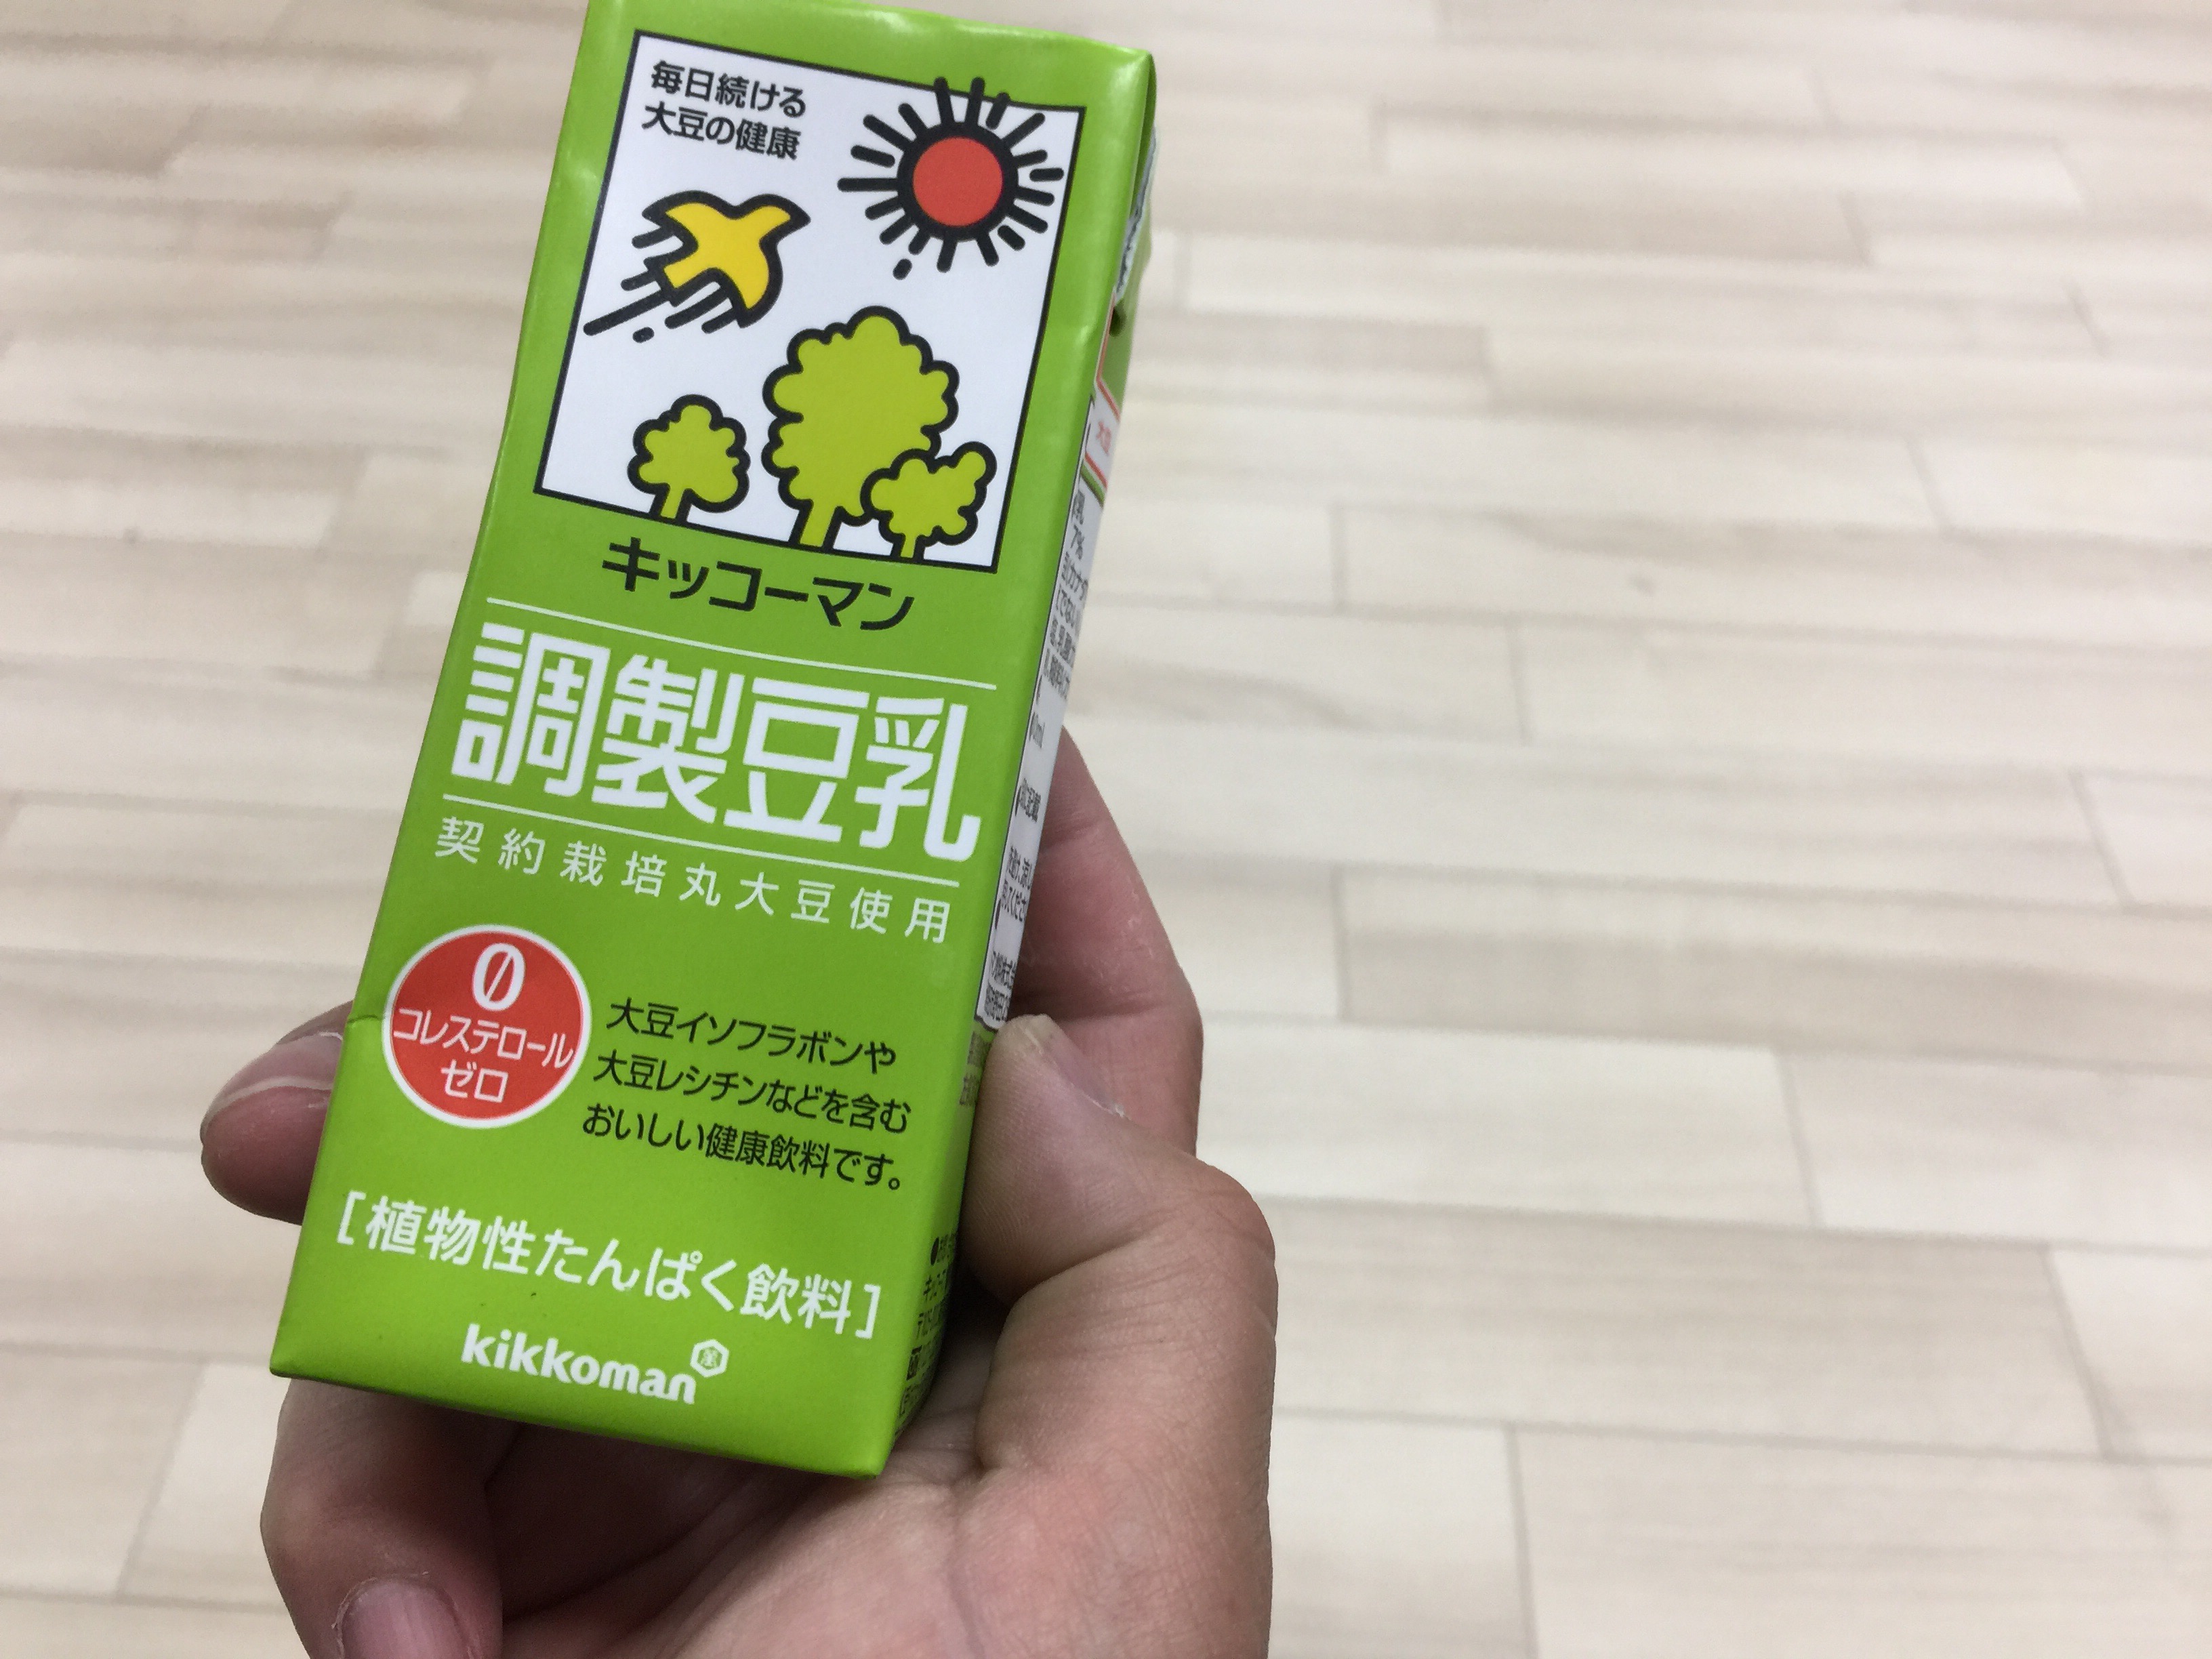 毎日続ける
大豆の健康
キッコーマン
調製豆乳
契約栽培丸大豆使用
0
コレステロール
ゼロ
大豆イソフラボンや
大豆レシチンなどを含む
おいしい健康飲料です。
[植物性たんぱく飲料]
kikkoman